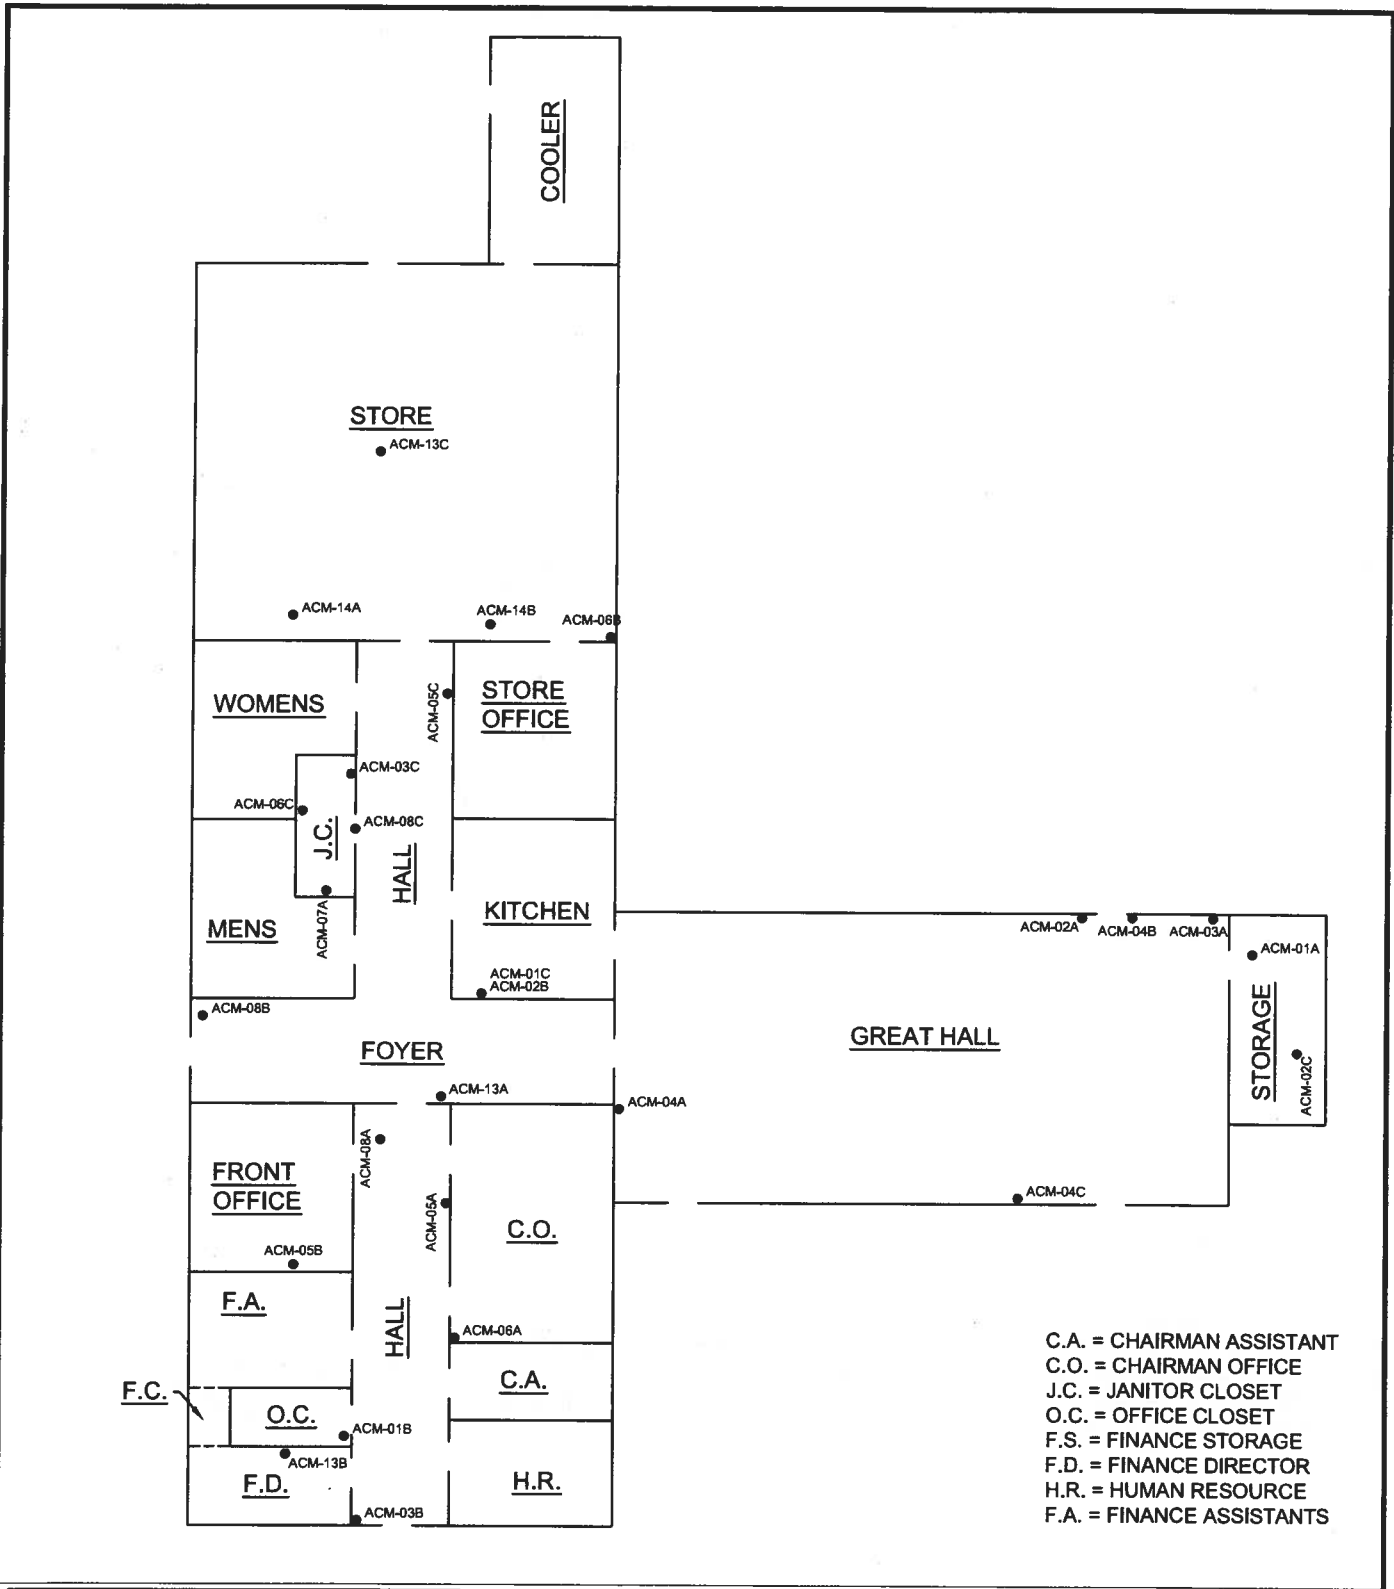 COOLER
STORE
ACM-13C
ACM-14A
ACM-14B
ACM-06B
WOMENS
ACM-05C
STORE
OFFICE
ACM-03C
ACM-06C
J.C.
ACM-08C
HALL
ACM-07A
MENS
KITCHEN
ACM-01C
ACM-02B
ACM-02A
ACM-04B
ACM-03A
ACM-01A
STORAGE
ACM-02C
GREAT HALL
ACM-08B
FOYER
ACM-13A
ACM-04A
ACM-08A
FRONT
OFFICE
ACM-05A
C.O.
ACM-04C
ACM-05B
F.A.
HALL
ACM-06A
C.A.
F.C.
O.C.
ACM-01B
ACM-13B
F.D.
H.R.
ACM-03B
C.A. = CHAIRMAN ASSISTANT
C.O. = CHAIRMAN OFFICE
J.C. = JANITOR CLOSET
O.C. = OFFICE CLOSET
F.S. = FINANCE STORAGE
F.D. = FINANCE DIRECTOR
H.R. = HUMAN RESOURCE
F.A. = FINANCE ASSISTANTS